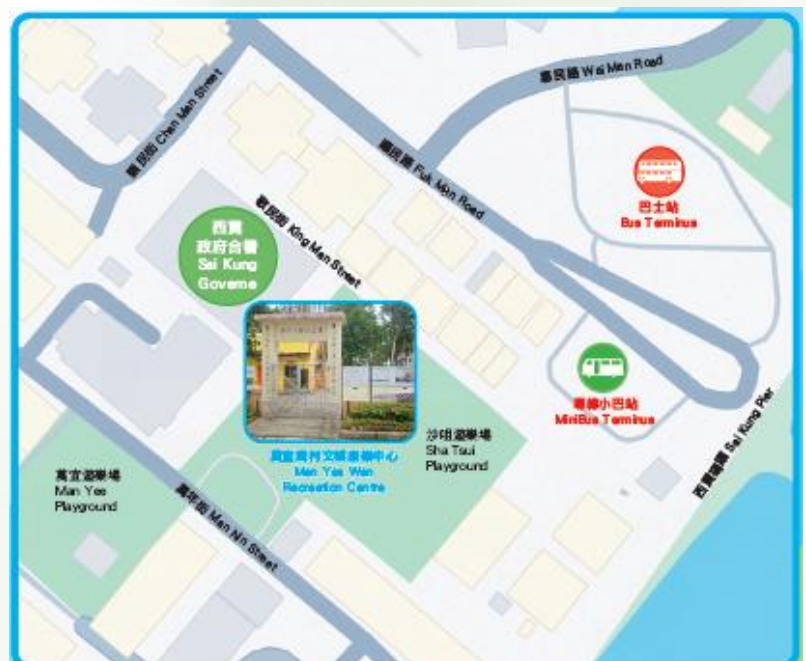 惠民路 Wai Man Road
親民街 Chan Man Street
福民路 Fuk Man Road
巴士站
Bus Terminus
敬民街 King Man Street
西貢
政府合署
Sai Kung
Governe
專線小巴站
MiniBus Terminus
西貢碼頭 Sai Kung Pier
萬宜灣村文娛康樂中心
Man Yee Wan
Recreation Centre
沙咀遊樂場
Sha Tsui
Playground
萬宜遊樂場
Man Yee
Playground
萬年街 Man Nin Street